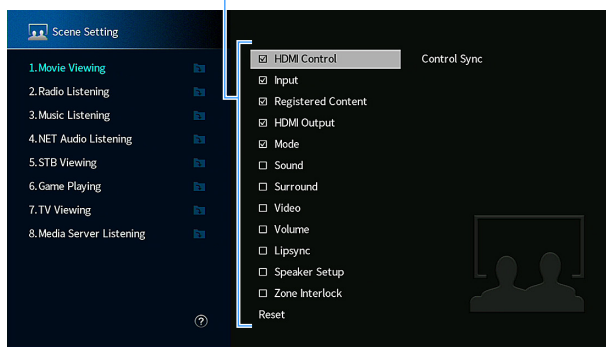 Scene Setting
1.Movie Viewing
2.Radio Listening
3.Music Listening
4.NET Audio Listening
5.STB Viewing
6.Game Playing
7.TV Viewing
8.Media Server Listening
?
HDMI Control
Control Sync
Input
Registered Content
HDMI Output
Mode
Sound
Surround
Video
Volume
Lipsync
Speaker Setup
Zone Interlock
Reset